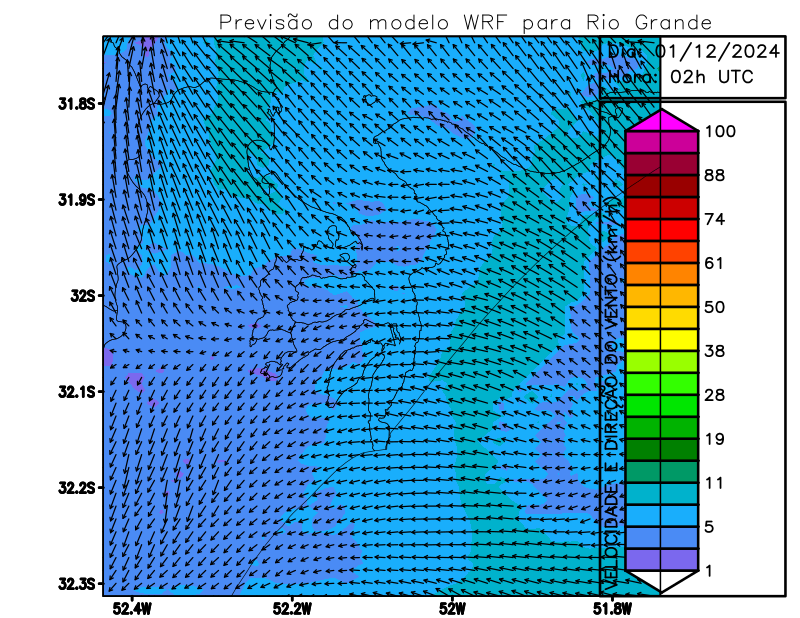 Previsão do modelo WRF para Rio Grande
Dia: 01/12/2024
Hora: 02h UTC
31.8S
31.9S
32S
32.1S
32.2S
32.3S
52.4W
52.2W
52W
51.8W
VELOCIDADE E DIREÇÃO DO VENTO (km/h)
100
88
74
61
50
38
28
19
11
5
1